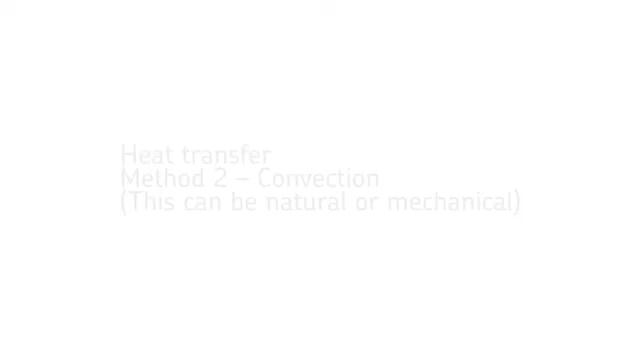 Heat transfer
Method 2 – Convection
(This can be natural or mechanical)